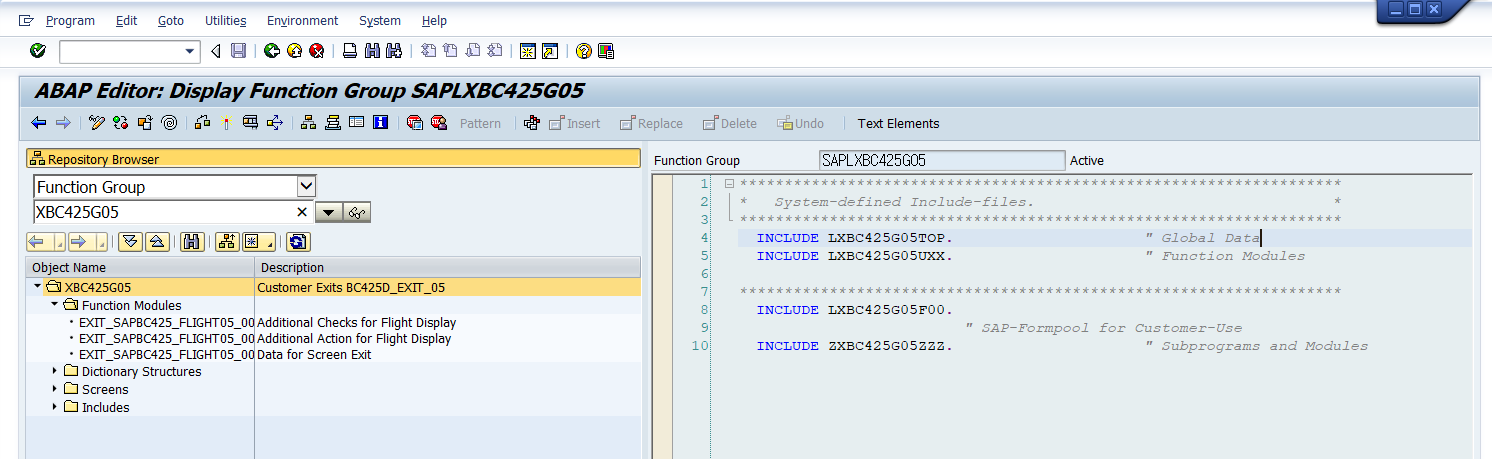 Program Edit Goto Utilities Environment System Help
ABAP Editor: Display Function Group SAPLXBC425G05
Pattern Insert Replace Delete Undo Text Elements
Repository Browser
Function Group
XBC425G05
Object Name Description
XBC425G05 Customer Exits BC425D_EXIT_05
Function Modules
EXIT_SAPBC425_FLIGHT05_00 Additional Checks for Flight Display
EXIT_SAPBC425_FLIGHT05_00 Additional Action for Flight Display
EXIT_SAPBC425_FLIGHT05_00 Data for Screen Exit
Dictionary Structures
Screens
Includes
Function Group SAPLXBC425G05 Active
1 *******************************************************************
2 * System-defined Include-files. *
3 *******************************************************************
4 INCLUDE LXBC425G05TOP. " Global Data
5 INCLUDE LXBC425G05UXX. " Function Modules
6
7 *******************************************************************
8 INCLUDE LXBC425G05F00.
9 " SAP-Formpool for Customer-Use
10 INCLUDE ZXBC425G05ZZZ. " Subprograms and Modules